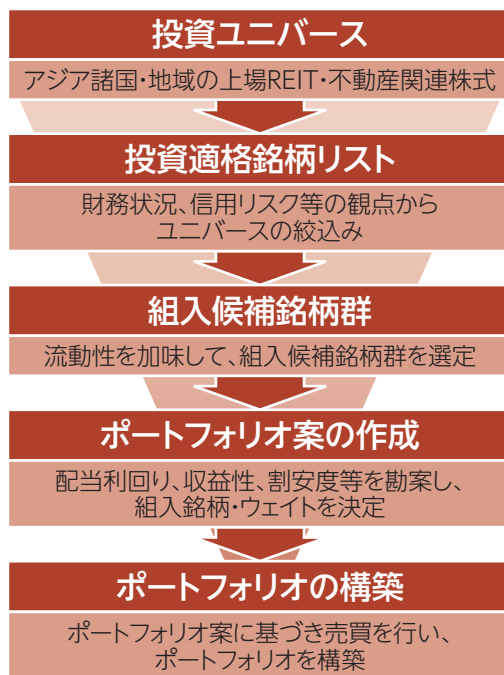 投資ユニバース
アジア諸国・地域の上場REIT・不動産関連株式
投資適格銘柄リスト
財務状況、信用リスク等の観点から
ユニバースの絞込み
組入候補銘柄群
流動性を加味して、組入候補銘柄群を選定
ポートフォリオ案の作成
配当利回り、収益性、割安度等を勘案し、
組入銘柄・ウェイトを決定
ポートフォリオの構築
ポートフォリオ案に基づき売買を行い、
ポートフォリオを構築